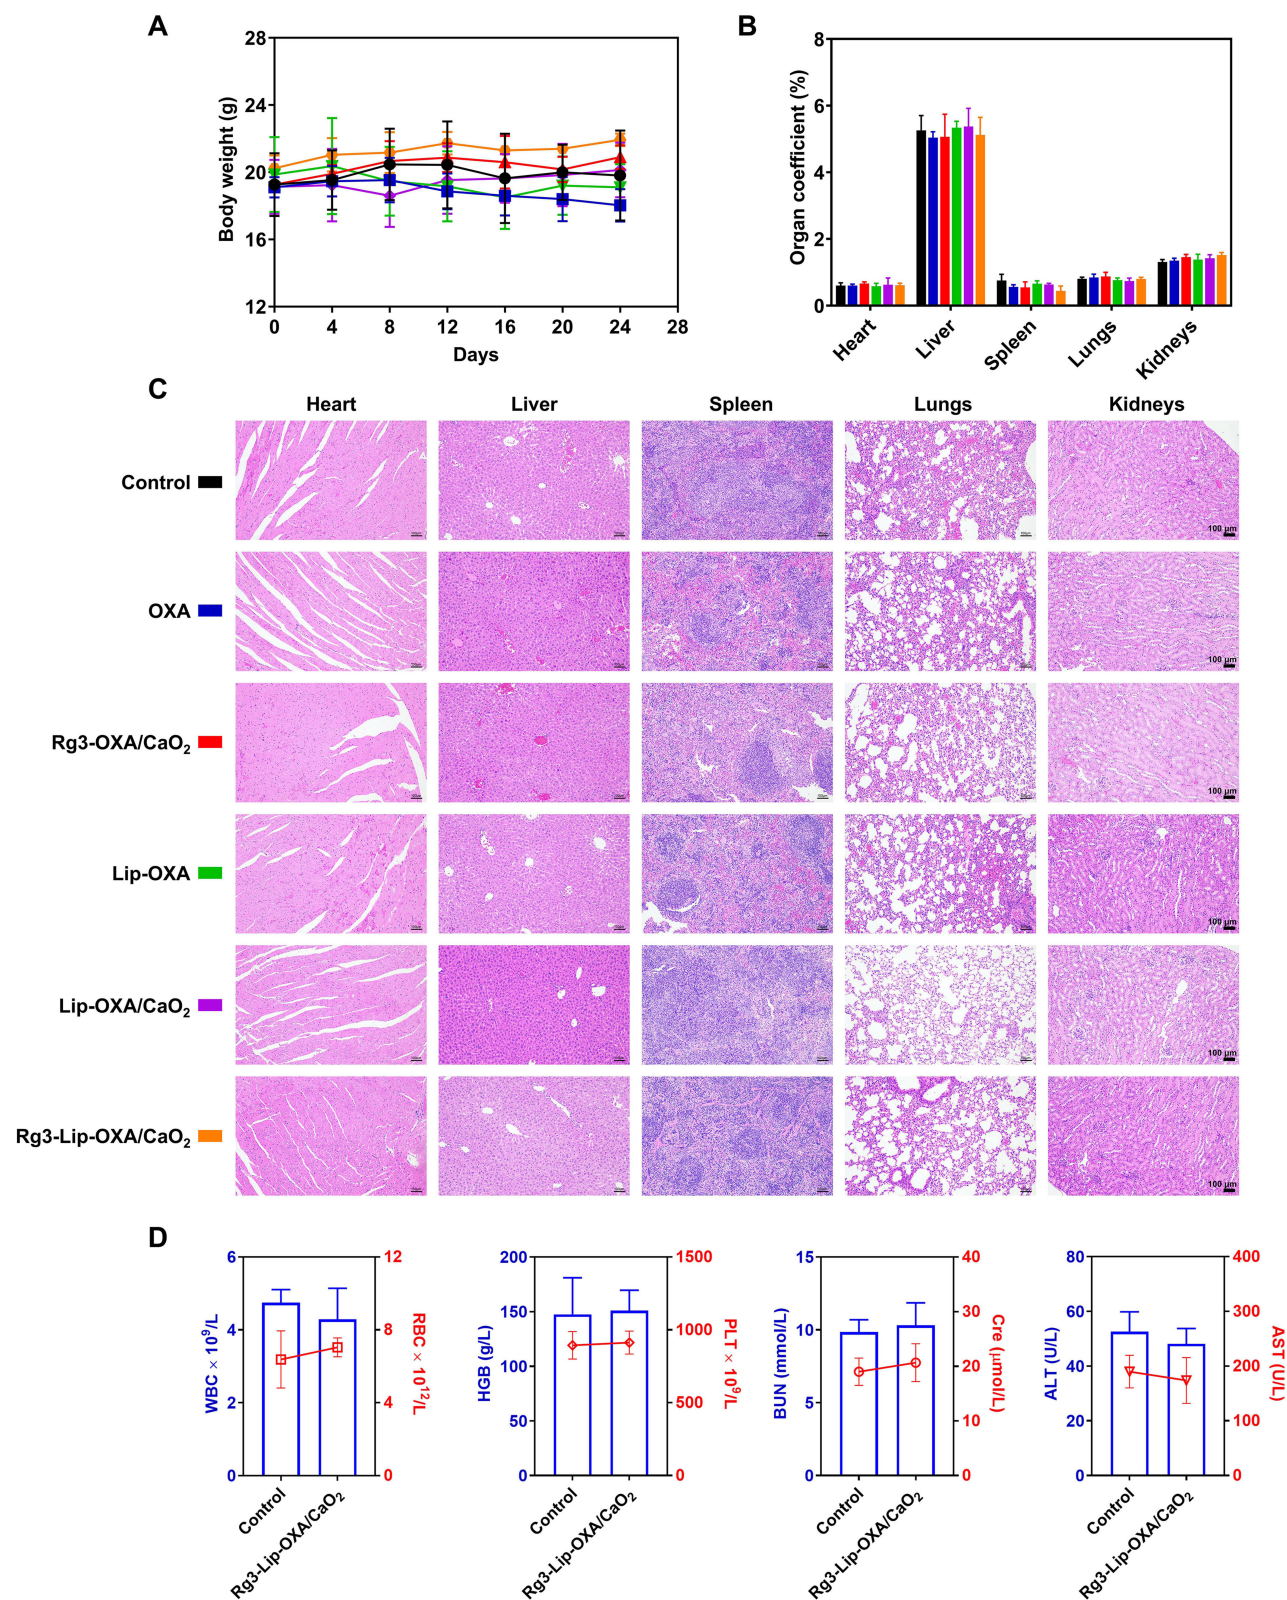 A
B
28
24
20
16
12
Body weight (g)
0 4 8 12 16 20 24 28
Days
8
6
4
2
0
Organ coefficient (%)
Heart Liver Spleen Lungs Kidneys
C
Heart Liver Spleen Lungs Kidneys
Control
100 μm
OXA
100 μm
Rg3-OXA/CaO₂
100 μm
Lip-OXA
100 μm
Lip-OXA/CaO₂
100 μm
Rg3-Lip-OXA/CaO₂
100 μm
D
6
4
2
0
WBC × 10⁹/L
12
8
4
0
RBC × 10¹²/L
Control
Rg3-Lip-OXA/CaO₂
200
150
100
50
0
HGB (g/L)
1500
1000
500
0
PLT × 10⁹/L
Control
Rg3-Lip-OXA/CaO₂
15
10
5
0
BUN (mmol/L)
40
30
20
10
0
Cre (μmol/L)
Control
Rg3-Lip-OXA/CaO₂
80
60
40
20
0
ALT (U/L)
400
300
200
100
0
AST (U/L)
Control
Rg3-Lip-OXA/CaO₂